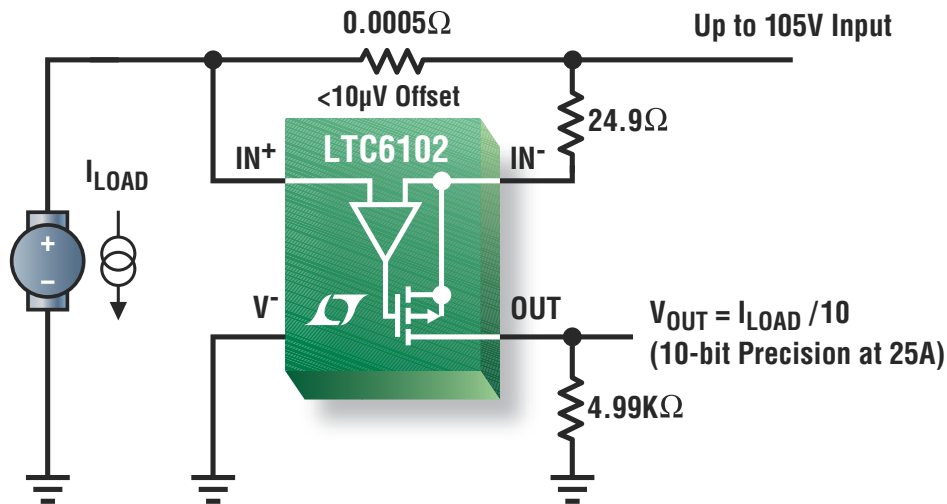 0.0005Ω
Up to 105V Input
<10µV Offset
24.9Ω
LTC6102
IN+
IN-
ILOAD
+
–
V-
OUT
VOUT = ILOAD /10
(10-bit Precision at 25A)
4.99KΩ